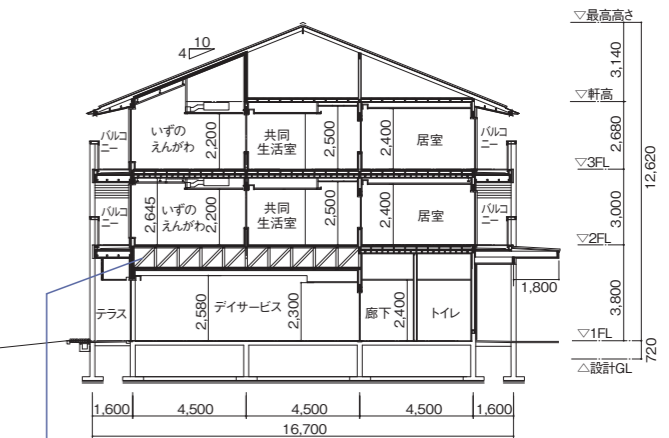 10
4
▽最高高さ
3,140
▽軒高
2,680
12,620
バルコ
ニー
いずの
えんがわ
2,200
共同
生活室
2,500
2,400
居室
バルコ
ニー
▽3FL
3,000
バルコ
ニー
2,645
いずの
えんがわ
2,200
共同
生活室
2,500
2,400
居室
バルコ
ニー
▽2FL
3,800
1,800
テラス
2,580
デイサービス
2,300
廊下
2,400
トイレ
▽1FL
720
△設計GL
1,600
4,500
4,500
4,500
1,600
16,700